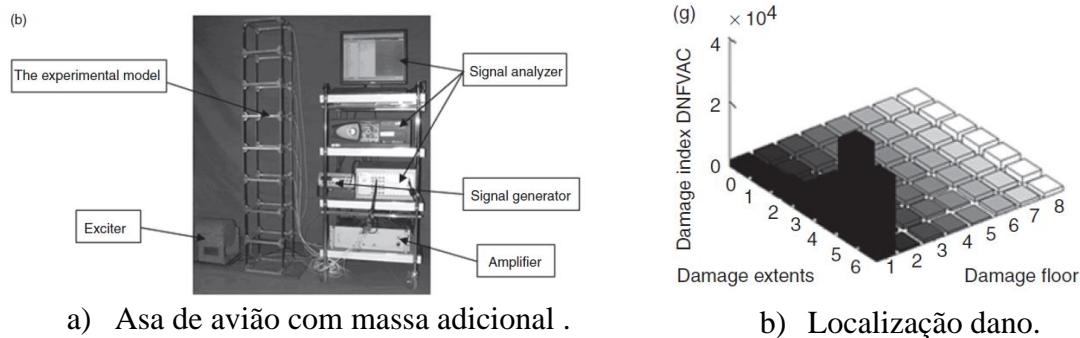 (b)
The experimental model
Signal analyzer
Signal generator
Exciter
Amplifier
a) Asa de avião com massa adicional .
(g)
× 10⁴
4
2
0
Damage index DNFVAC
0 1 2 3 4 5 6
Damage extents
1 2 3 4 5 6 7 8
Damage floor
b) Localização dano.